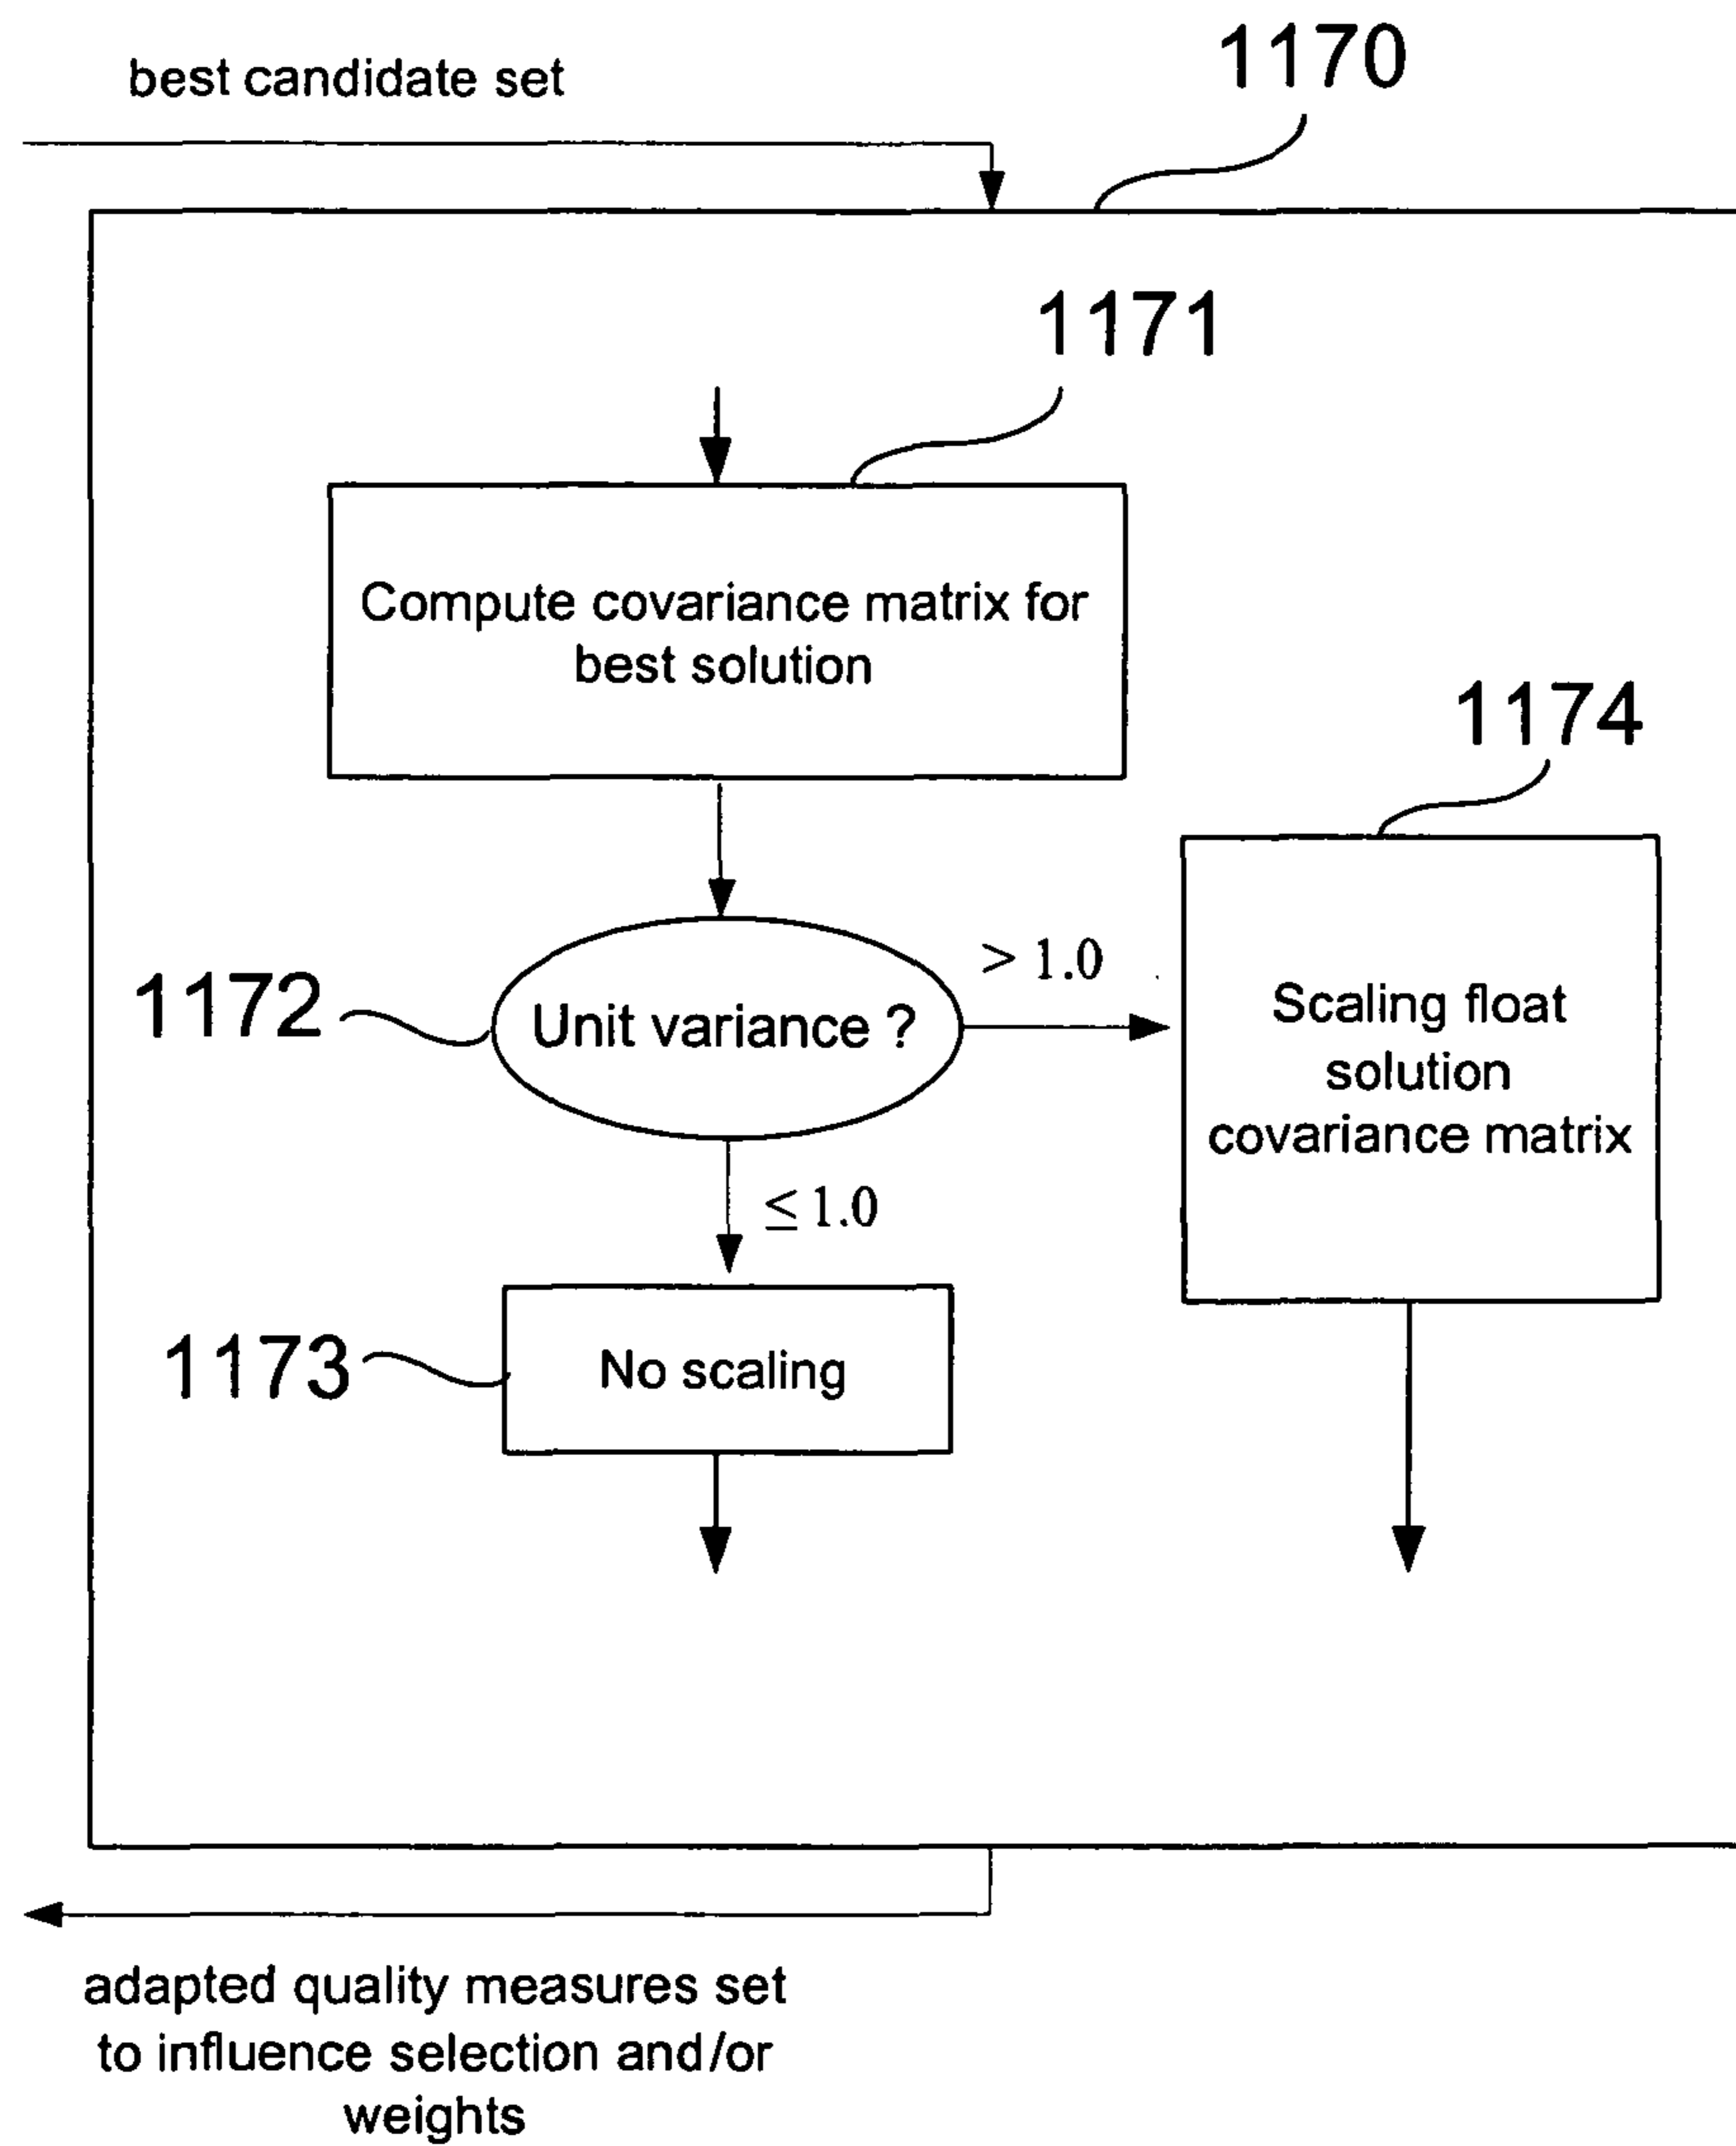 1170
best candidate set
1171
Compute covariance matrix for
best solution
1174
> 1.0
1172
Unit variance ?
Scaling float
solution
covariance matrix
≤ 1.0
1173
No scaling
adapted quality measures set
to influence selection and/or
weights